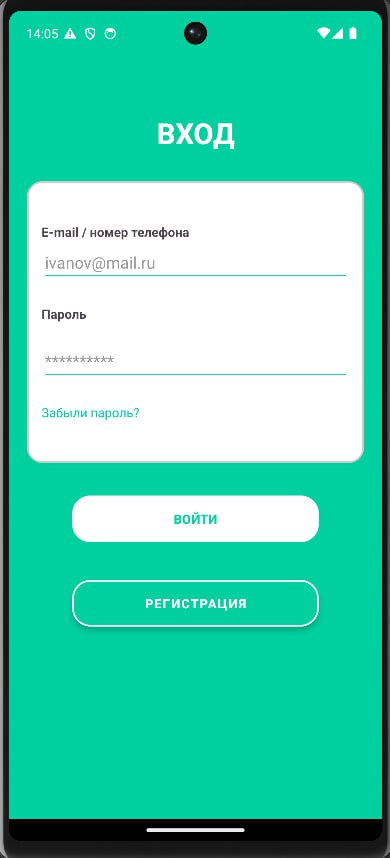 14:05
ВХОД
E-mail / номер телефона
ivanov@mail.ru
Пароль
**********
Забыли пароль?
ВОЙТИ
РЕГИСТРАЦИЯ